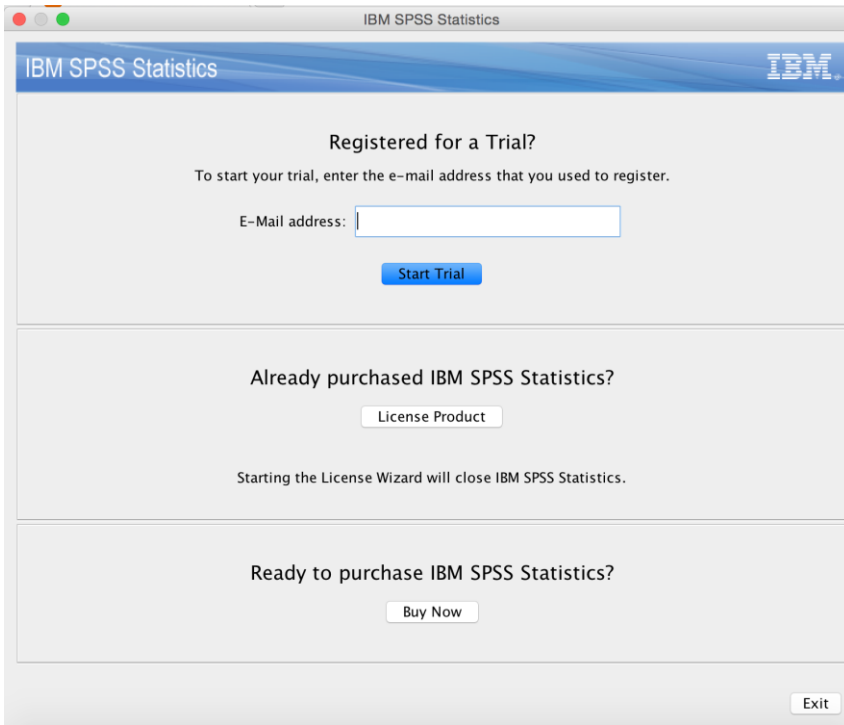 IBM SPSS Statistics
IBM SPSS Statistics IBM.
Registered for a Trial?
To start your trial, enter the e-mail address that you used to register.
E-Mail address:
Start Trial
Already purchased IBM SPSS Statistics?
License Product
Starting the License Wizard will close IBM SPSS Statistics.
Ready to purchase IBM SPSS Statistics?
Buy Now
Exit